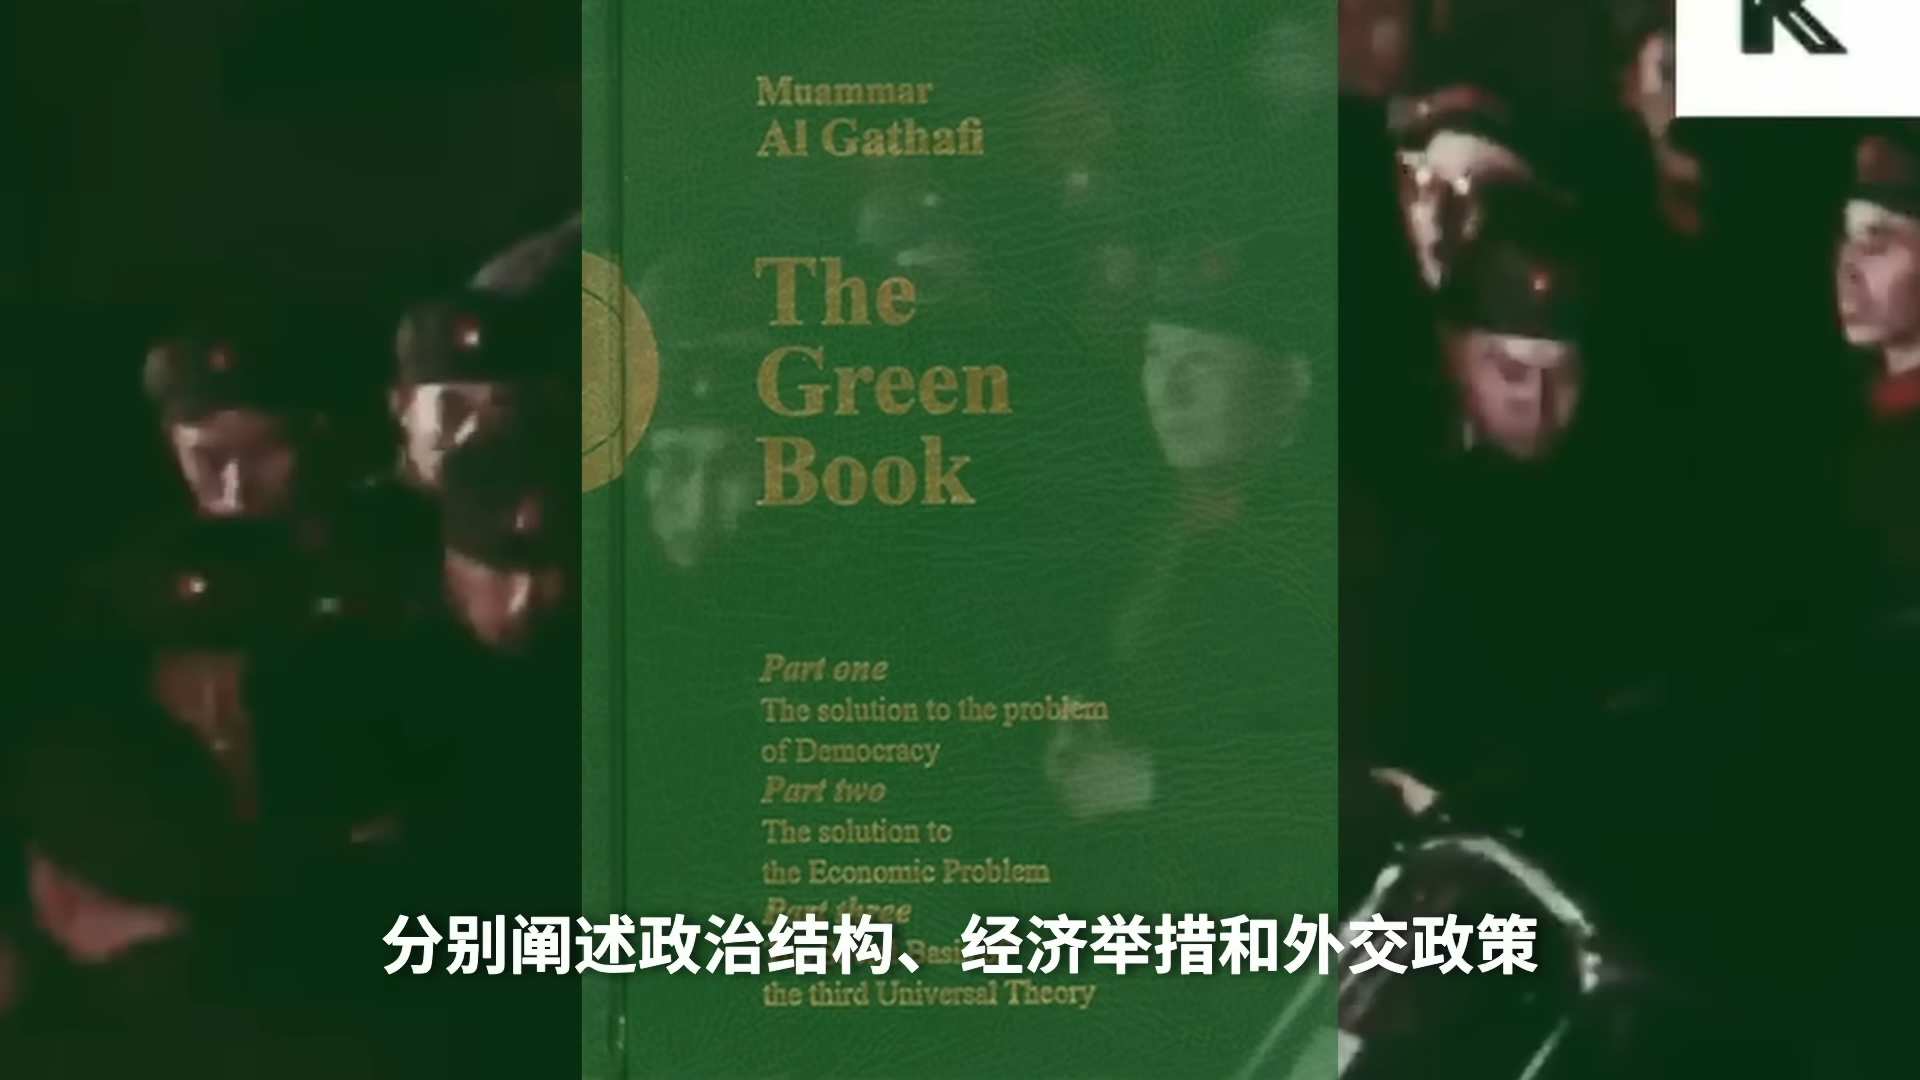 K
Muammar
Al Gathafi
The
Green
Book
Part one
The solution to the problem
of Democracy
Part two
The solution to
the Economic Problem
Part three
分别阐述政治结构、经济举措和外交政策
the third Universal Theory